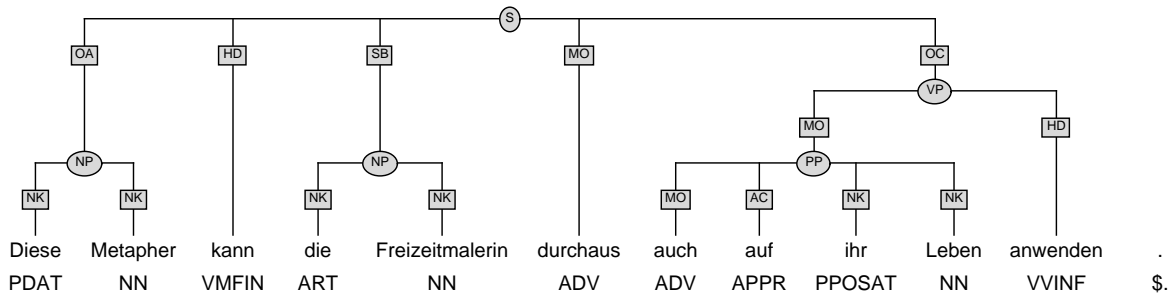 S
OA HD SB MO OC
VP
MO HD
NP NP PP
NK NK NK NK MO AC NK NK
Diese Metapher kann die Freizeitmalerin durchaus auch auf ihr Leben anwenden .
PDAT NN VMFIN ART NN ADV ADV APPR PPOSAT NN VVINF $.